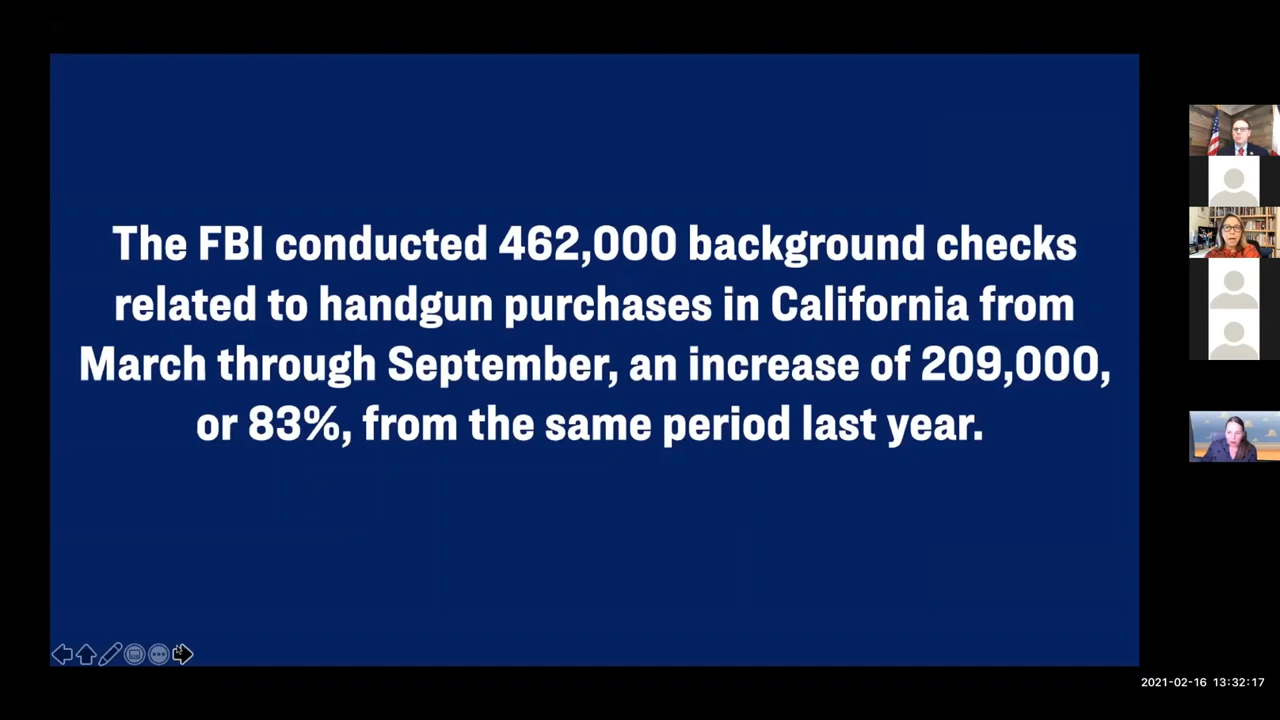 The FBI conducted 462,000 background checks
related to handgun purchases in California from
March through September, an increase of 209,000,
or 83%, from the same period last year.
2021-02-16 13:32:17